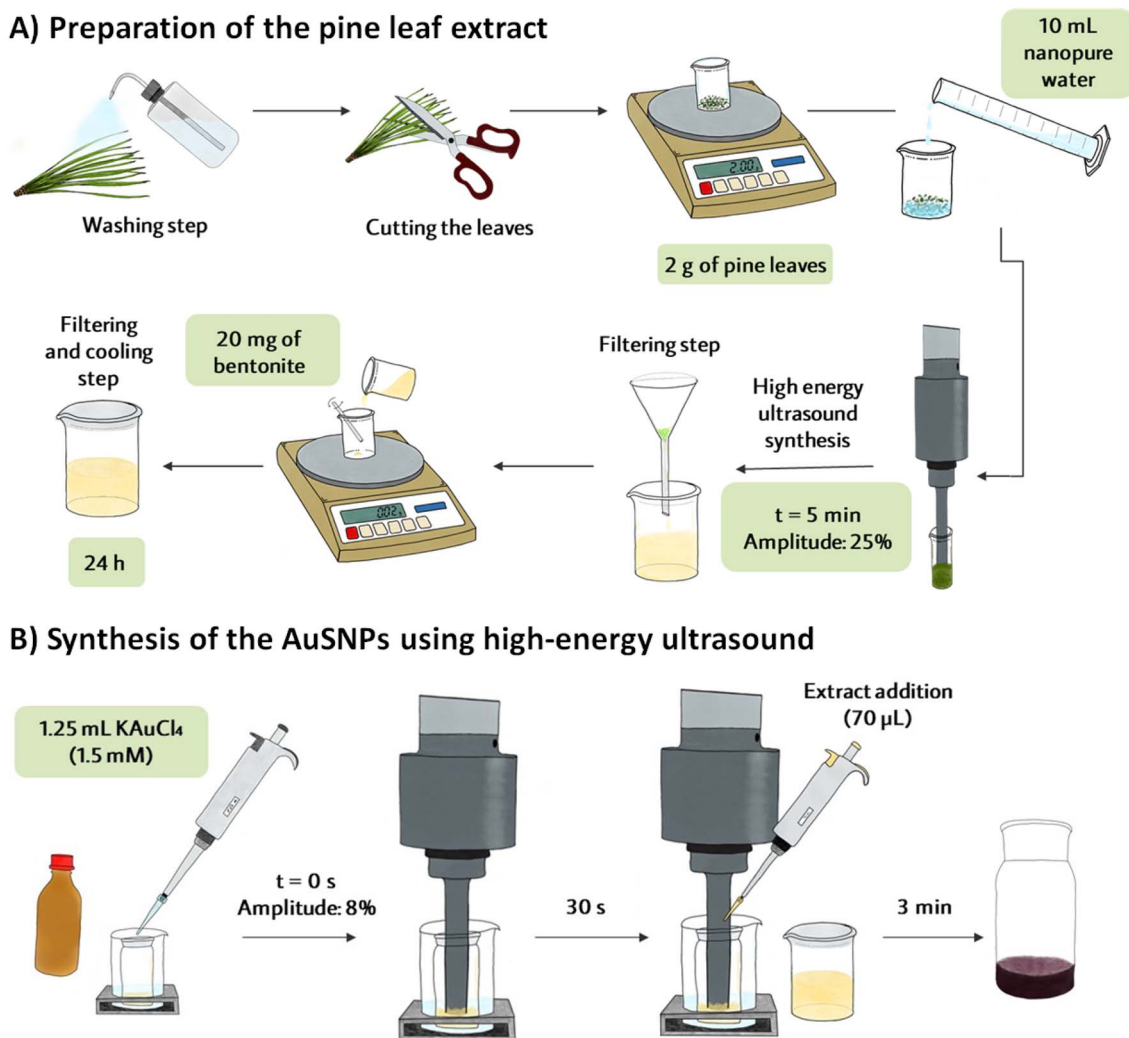 A) Preparation of the pine leaf extract
10 mL
nanopure
water
2.00
Washing step
Cutting the leaves
2 g of pine leaves
Filtering
and cooling
step
20 mg of
bentonite
Filtering step
High energy
ultrasound
synthesis
t = 5 min
Amplitude: 25%
24 h
B) Synthesis of the AuSNPs using high-energy ultrasound
1.25 mL KAuCl₄
(1.5 mM)
Extract addition
(70 µL)
t = 0 s
Amplitude: 8%
30 s
3 min